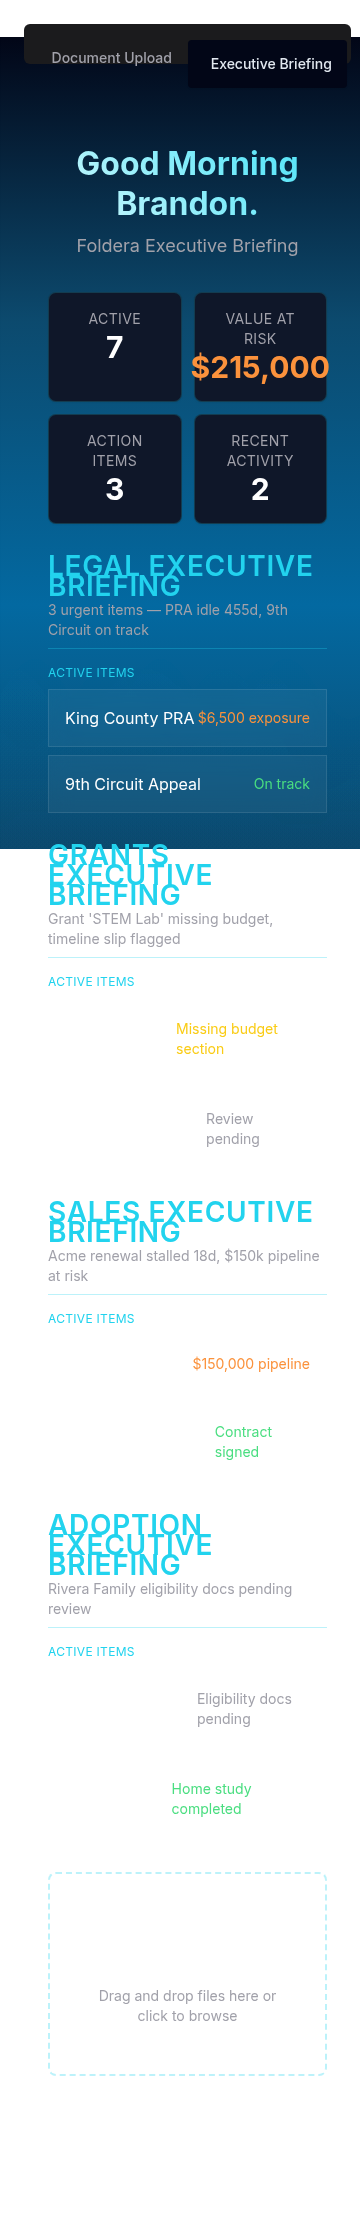 Document Upload
Executive Briefing
Good Morning
Brandon.
Foldera Executive Briefing
ACTIVE
7
VALUE AT
RISK
$215,000
ACTION
ITEMS
3
RECENT
ACTIVITY
2
LEGAL EXECUTIVE
BRIEFING
3 urgent items — PRA idle 455d, 9th
Circuit on track
ACTIVE ITEMS
King County PRA $6,500 exposure
9th Circuit Appeal On track
GRANTS
EXECUTIVE
BRIEFING
Grant 'STEM Lab' missing budget,
timeline slip flagged
ACTIVE ITEMS
Missing budget
section
Review
pending
SALES EXECUTIVE
BRIEFING
Acme renewal stalled 18d, $150k pipeline
at risk
ACTIVE ITEMS
$150,000 pipeline
Contract
signed
ADOPTION
EXECUTIVE
BRIEFING
Rivera Family eligibility docs pending
review
ACTIVE ITEMS
Eligibility docs
pending
Home study
completed
Drag and drop files here or
click to browse